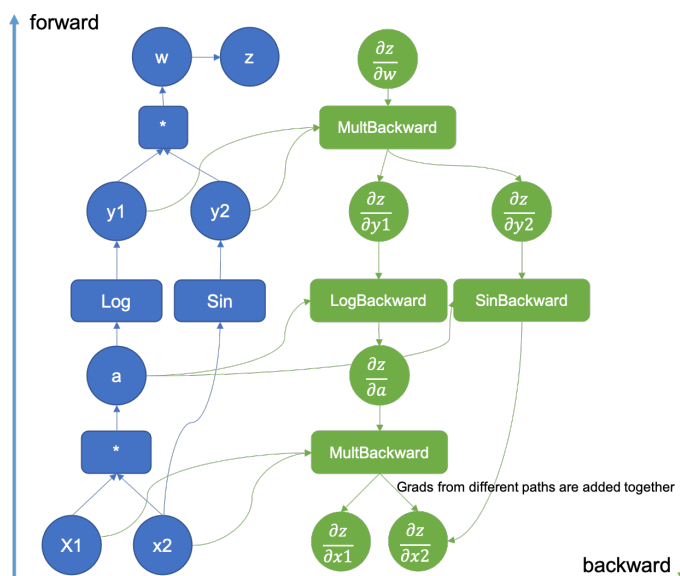 forward
w
z
∂z
∂w
*
MultBackward
y1
y2
∂z
∂y1
∂z
∂y2
Log
Sin
LogBackward
SinBackward
a
∂z
∂a
*
MultBackward
Grads from different paths are added together
X1
x2
∂z
∂x1
∂z
∂x2
backward